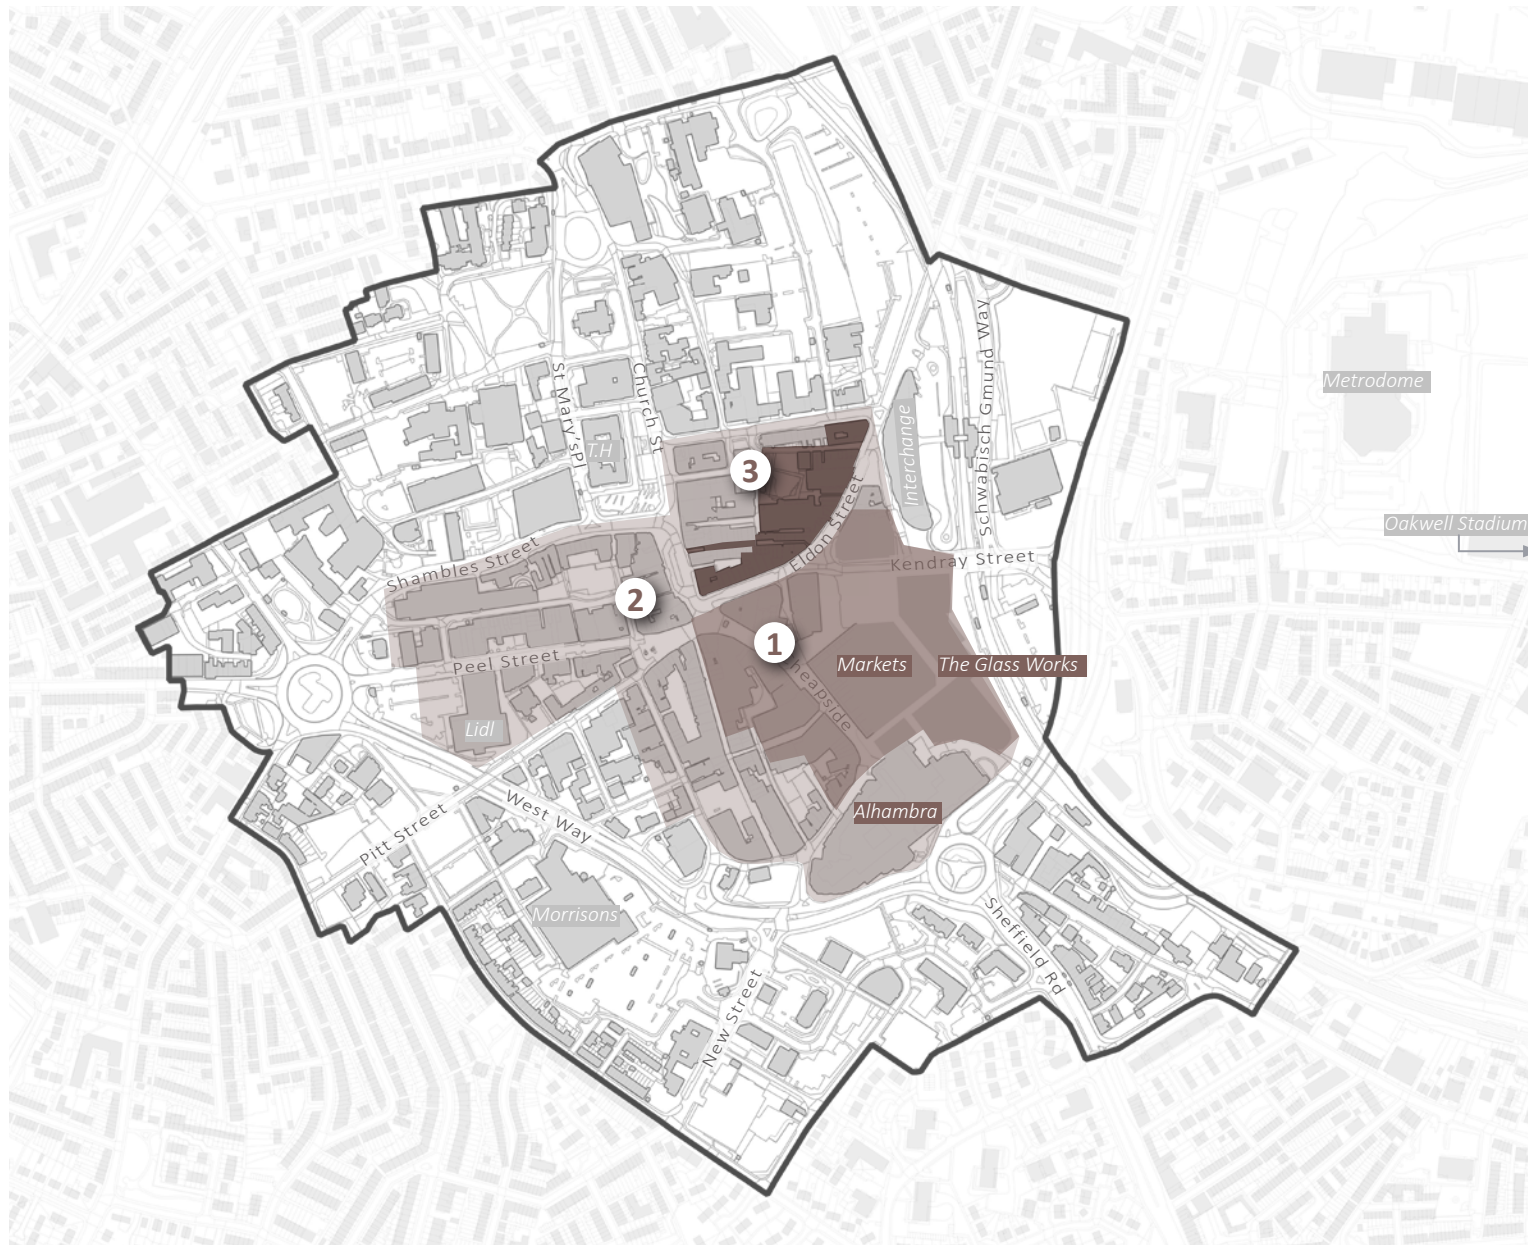 Schwabisch Gmund Way
St Mary'sPl
Church St
Metrodome
Interchange
T.H
3
Eldon Street
Oakwell Stadium
Shambles Street
Kendray Street
2
1
Peel Street
Markets
The Glass Works
Cheapside
Lidl
West Way
Pitt Street
Alhambra
Morrisons
Sheffield Rd
New Street